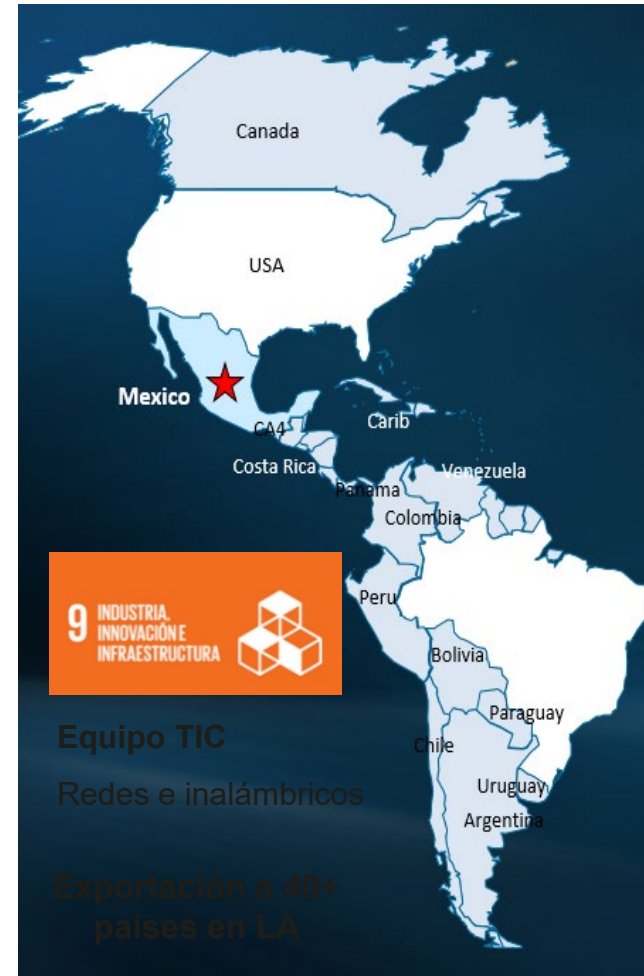 Canada
USA
Mexico
CA4
Carib
Costa Rica
Venezuela
Panama
Colombia
Peru
Bolivia
Paraguay
Chile
Uruguay
Argentina
9 INDUSTRIA,
INNOVACIÓN E
INFRAESTRUCTURA
Equipo TIC
Redes e inalámbricos
Exportación a 40+
países en LA